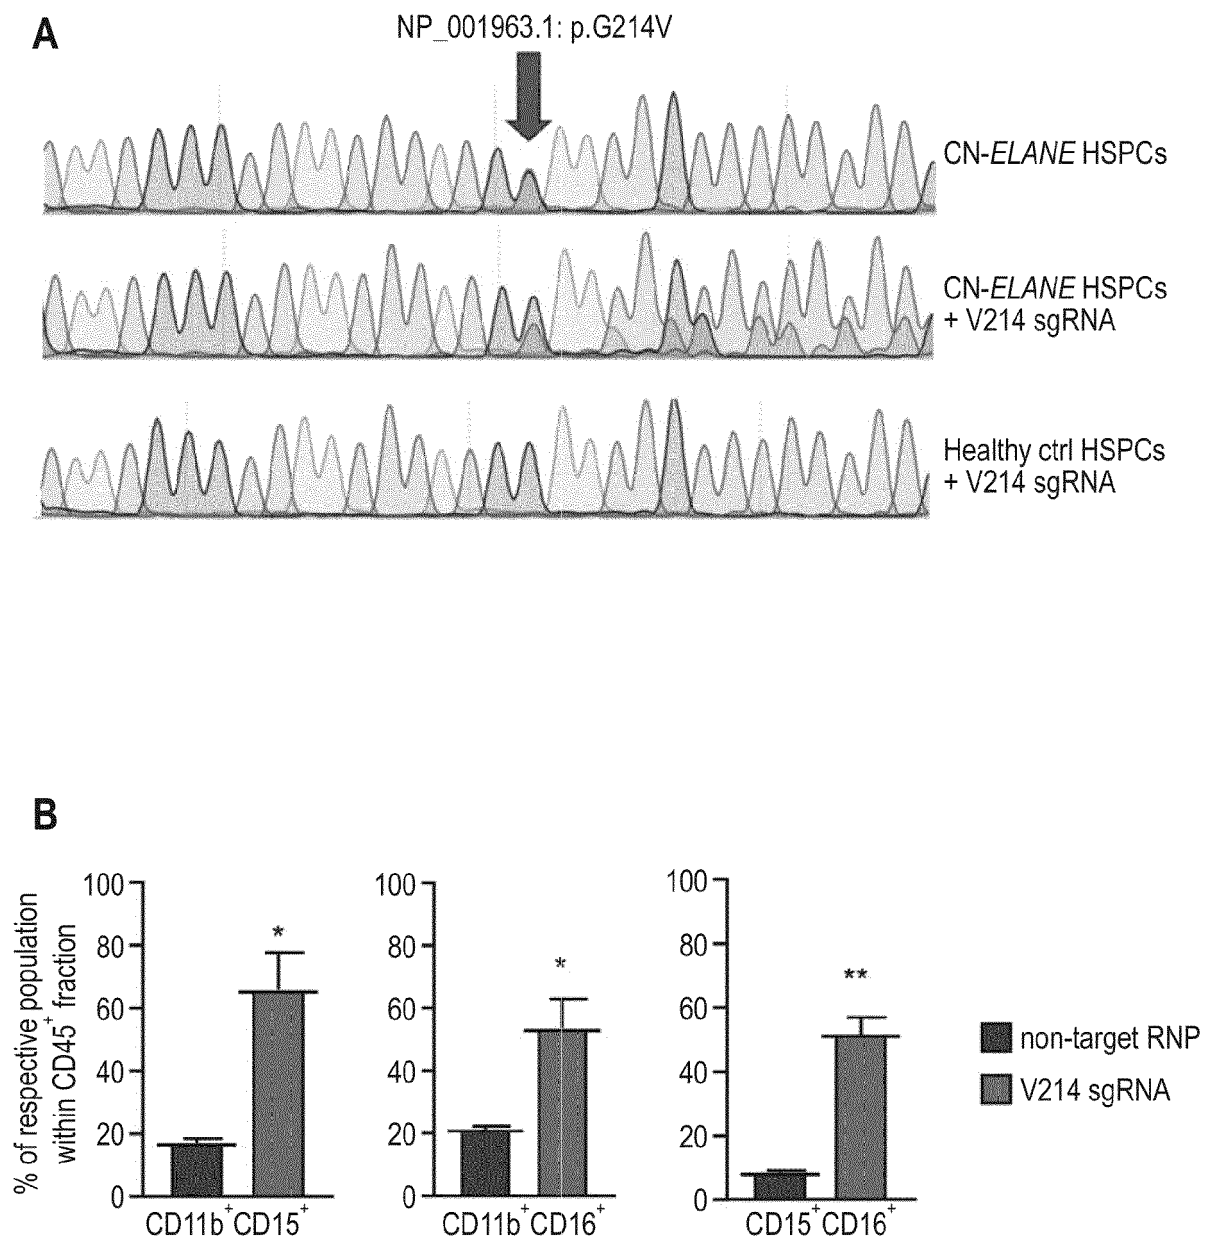 A
NP_001963.1: p.G214V
CN-ELANE HSPCs
CN-ELANE HSPCs
+ V214 sgRNA
Healthy ctrl HSPCs
+ V214 sgRNA
B
% of respective population
within CD45+ fraction
100
80
60
40
20
0
*
CD11b+CD15+
100
80
60
40
20
0
*
CD11b+CD16+
100
80
60
40
20
0
**
CD15+CD16+
non-target RNP
V214 sgRNA